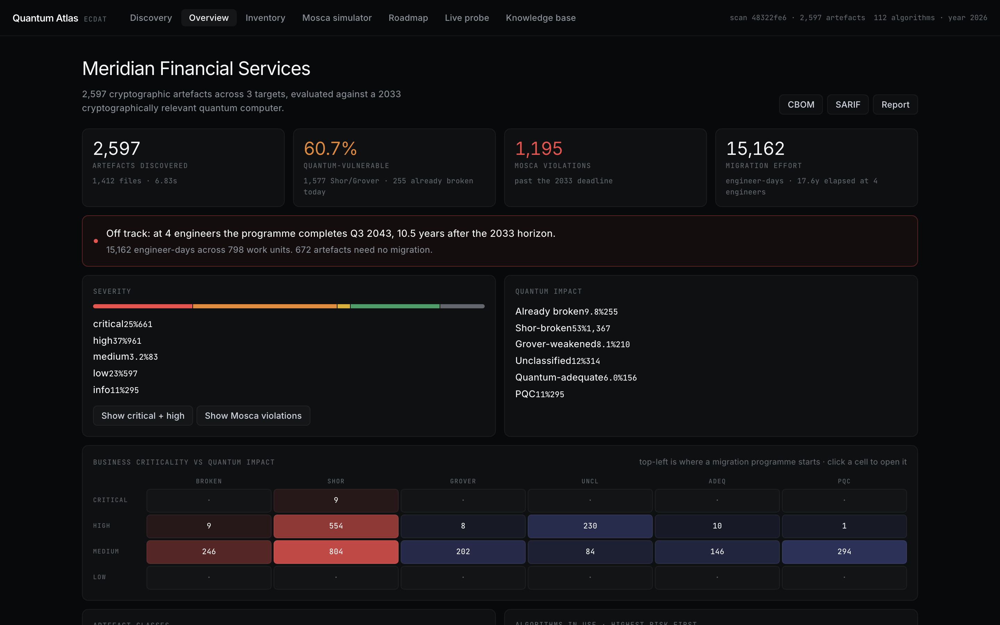 Quantum Atlas ECDAT Discovery Overview Inventory Mosca simulator Roadmap Live probe Knowledge base scan 48322fe6 · 2,597 artefacts 112 algorithms · year 2026
Meridian Financial Services
2,597 cryptographic artefacts across 3 targets, evaluated against a 2033
cryptographically relevant quantum computer.
CBOM SARIF Report
2,597
ARTEFACTS DISCOVERED
1,412 files · 6.83s
60.7%
QUANTUM-VULNERABLE
1,577 Shor/Grover · 255 already broken
today
1,195
MOSCA VIOLATIONS
past the 2033 deadline
15,162
MIGRATION EFFORT
engineer-days · 17.6y elapsed at 4
engineers
Off track: at 4 engineers the programme completes Q3 2043, 10.5 years after the 2033 horizon.
15,162 engineer-days across 798 work units. 672 artefacts need no migration.
SEVERITY
critical25%661
high37%961
medium3.2%83
low23%597
info11%295
Show critical + high Show Mosca violations
QUANTUM IMPACT
Already broken9.8%255
Shor-broken53%1,367
Grover-weakened8.1%210
Unclassified12%314
Quantum-adequate6.0%156
PQC11%295
BUSINESS CRITICALITY VS QUANTUM IMPACT top-left is where a migration programme starts · click a cell to open it
BROKEN SHOR GROVER UNCL ADEQ PQC
CRITICAL · 9 · · · ·
HIGH 9 554 8 230 10 1
MEDIUM 246 804 202 84 146 294
LOW · · · · · ·
ARTEFACT CLASSES
ALGORITHMS IN USE · HIGHEST RISK FIRST